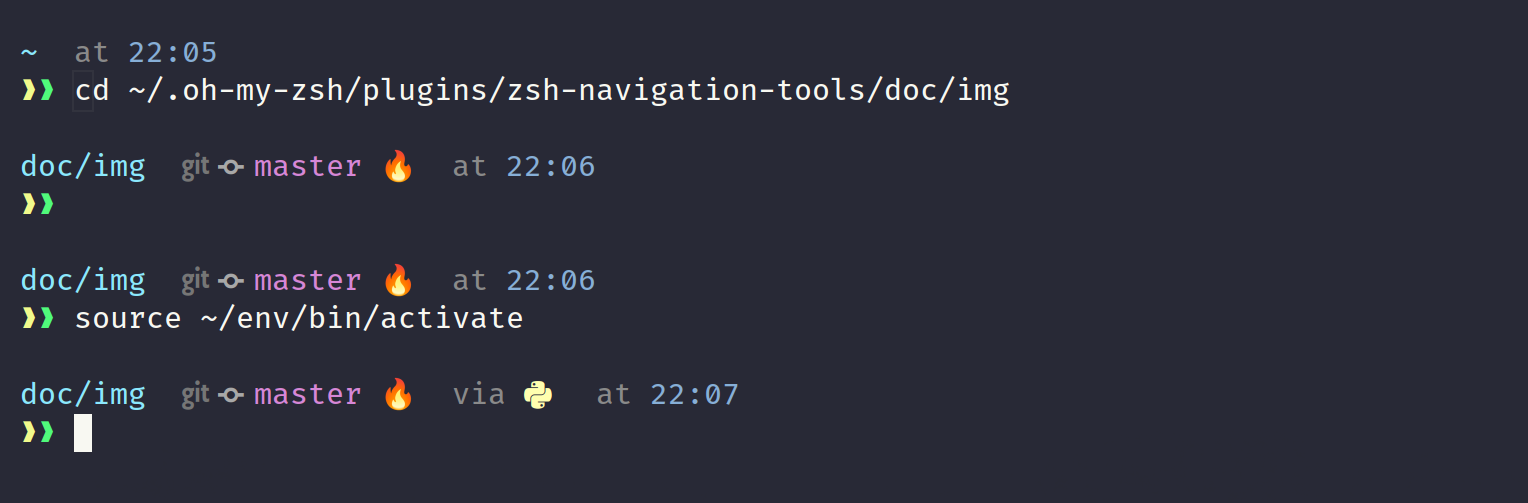 ~ at 22:05
❱❱ cd ~/.oh-my-zsh/plugins/zsh-navigation-tools/doc/img
doc/img git master 🔥 at 22:06
❱❱
doc/img git master 🔥 at 22:06
❱❱ source ~/env/bin/activate
doc/img git master 🔥 via at 22:07
❱❱